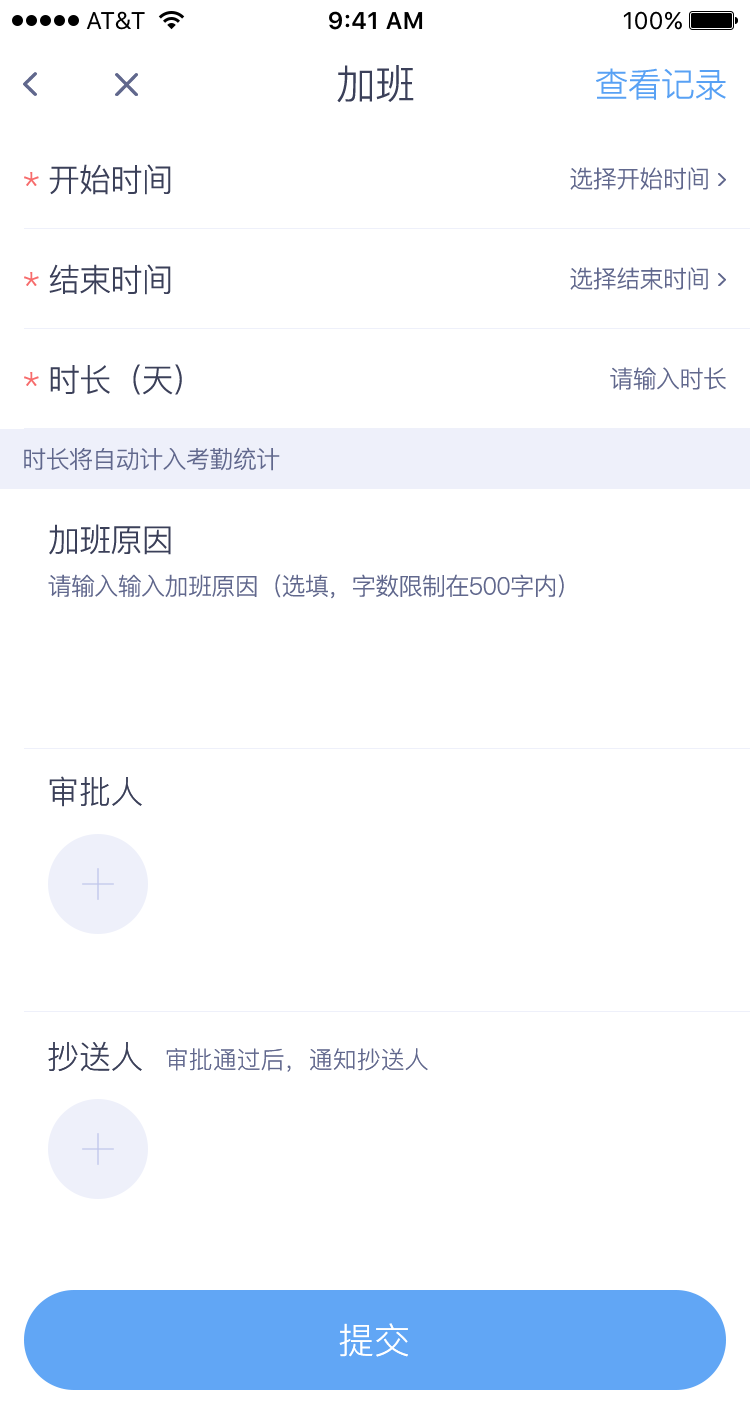 AT&T 9:41 AM 100%
加班 查看记录
* 开始时间 选择开始时间
* 结束时间 选择结束时间
* 时长（天） 请输入时长
时长将自动计入考勤统计
加班原因
请输入输入加班原因（选填，字数限制在500字内）
审批人
抄送人 审批通过后，通知抄送人
提交